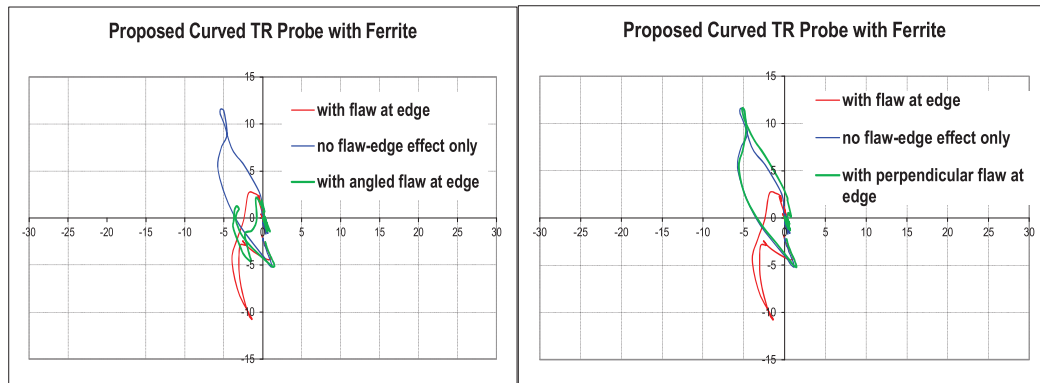 Proposed Curved TR Probe with Ferrite
15
with flaw at edge
10
no flaw-edge effect only
5
with angled flaw at edge
0
-30 -25 -20 -15 -10 -5 0 5 10 15 20 25 30
-5
-10
-15
Proposed Curved TR Probe with Ferrite
15
with flaw at edge
10
no flaw-edge effect only
5
with perpendicular flaw at
edge
0
-30 -25 -20 -15 -10 -5 0 5 10 15 20 25 30
-5
-10
-15